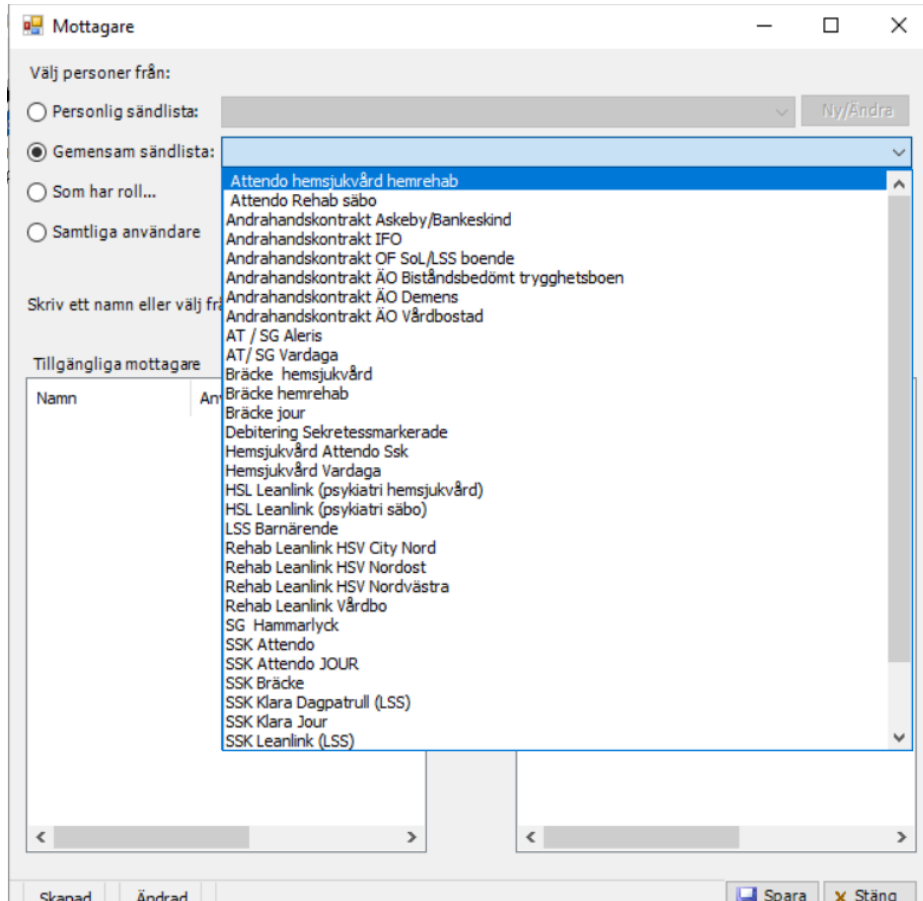 Mottagare
Välj personer från:
Personlig sändlista:
Ny/Ändra
Gemensam sändlista:
Som har roll...
Samtliga användare
Skriv ett namn eller välj frå
Tillgängliga mottagare
Namn
Anv
Attendo hemsjukvård hemrehab
Attendo Rehab säbo
Andrahandskontrakt Askeby/Bankeskind
Andrahandskontrakt IFO
Andrahandskontrakt OF SoL/LSS boende
Andrahandskontrakt ÄO Biståndsbedömt trygghetsboen
Andrahandskontrakt ÄO Demens
Andrahandskontrakt ÄO Vårdbostad
AT / SG Aleris
AT/ SG Vardaga
Bräcke  hemsjukvård
Bräcke hemrehab
Bräcke jour
Debitering Sekretessmarkerade
Hemsjukvård Attendo Ssk
Hemsjukvård Vardaga
HSL Leanlink (psykiatri hemsjukvård)
HSL Leanlink (psykiatri säbo)
LSS Barnärende
Rehab Leanlink HSV City Nord
Rehab Leanlink HSV Nordost
Rehab Leanlink HSV Nordvästra
Rehab Leanlink Vårdbo
SG  Hammarlyck
SSK Attendo
SSK Attendo JOUR
SSK Bräcke
SSK Klara Dagpatrull (LSS)
SSK Klara Jour
SSK Leanlink (LSS)
Skapad
Ändrad
Spara
Stäng